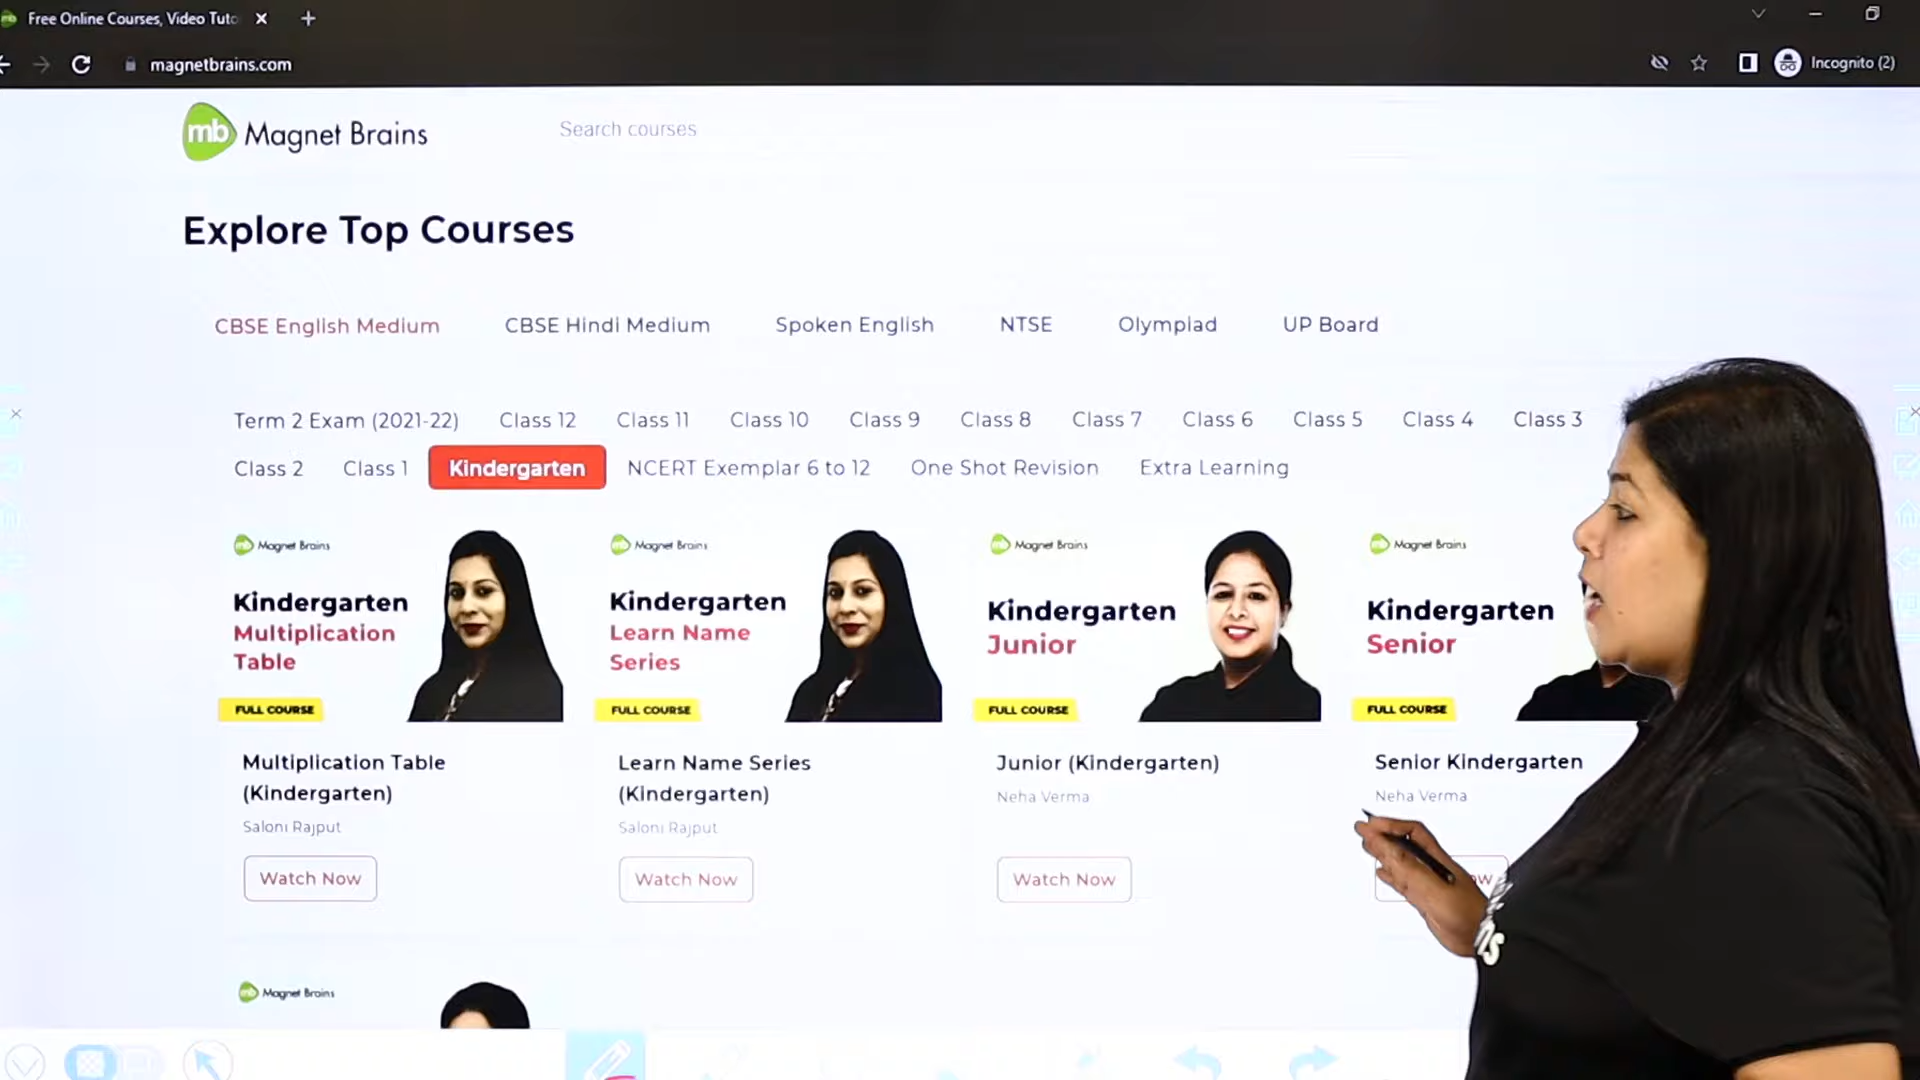 Free Online Courses, Video Tuto
magnetbrains.com
Incognito (2)
mb Magnet Brains
Search courses
Explore Top Courses
CBSE English Medium CBSE Hindi Medium Spoken English NTSE Olympiad UP Board
Term 2 Exam (2021-22) Class 12 Class 11 Class 10 Class 9 Class 8 Class 7 Class 6 Class 5 Class 4 Class 3
Class 2 Class 1 Kindergarten NCERT Exemplar 6 to 12 One Shot Revision Extra Learning
mb Magnet Brains
Kindergarten
Multiplication
Table
FULL COURSE
Multiplication Table
(Kindergarten)
Saloni Rajput
Watch Now
mb Magnet Brains
Kindergarten
Learn Name
Series
FULL COURSE
Learn Name Series
(Kindergarten)
Saloni Rajput
Watch Now
mb Magnet Brains
Kindergarten
Junior
FULL COURSE
Junior (Kindergarten)
Neha Verma
Watch Now
mb Magnet Brains
Kindergarten
Senior
FULL COURSE
Senior Kindergarten
Neha Verma
mb Magnet Brains